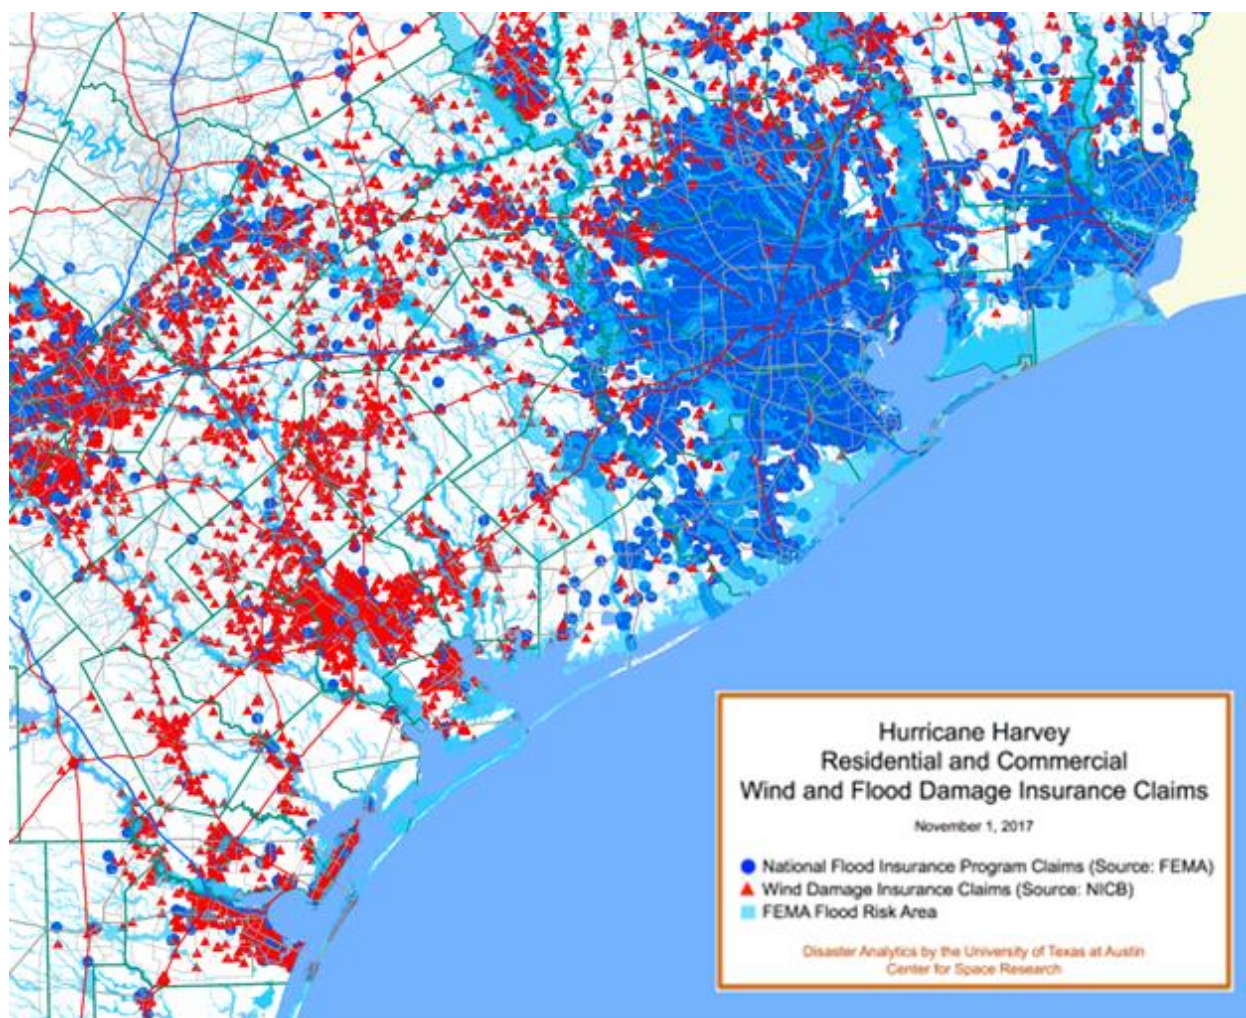 Hurricane Harvey
Residential and Commercial
Wind and Flood Damage Insurance Claims
November 1, 2017
National Flood Insurance Program Claims (Source: FEMA)
Wind Damage Insurance Claims (Source: NICB)
FEMA Flood Risk Area
Disaster Analytics by the University of Texas at Austin
Center for Space Research